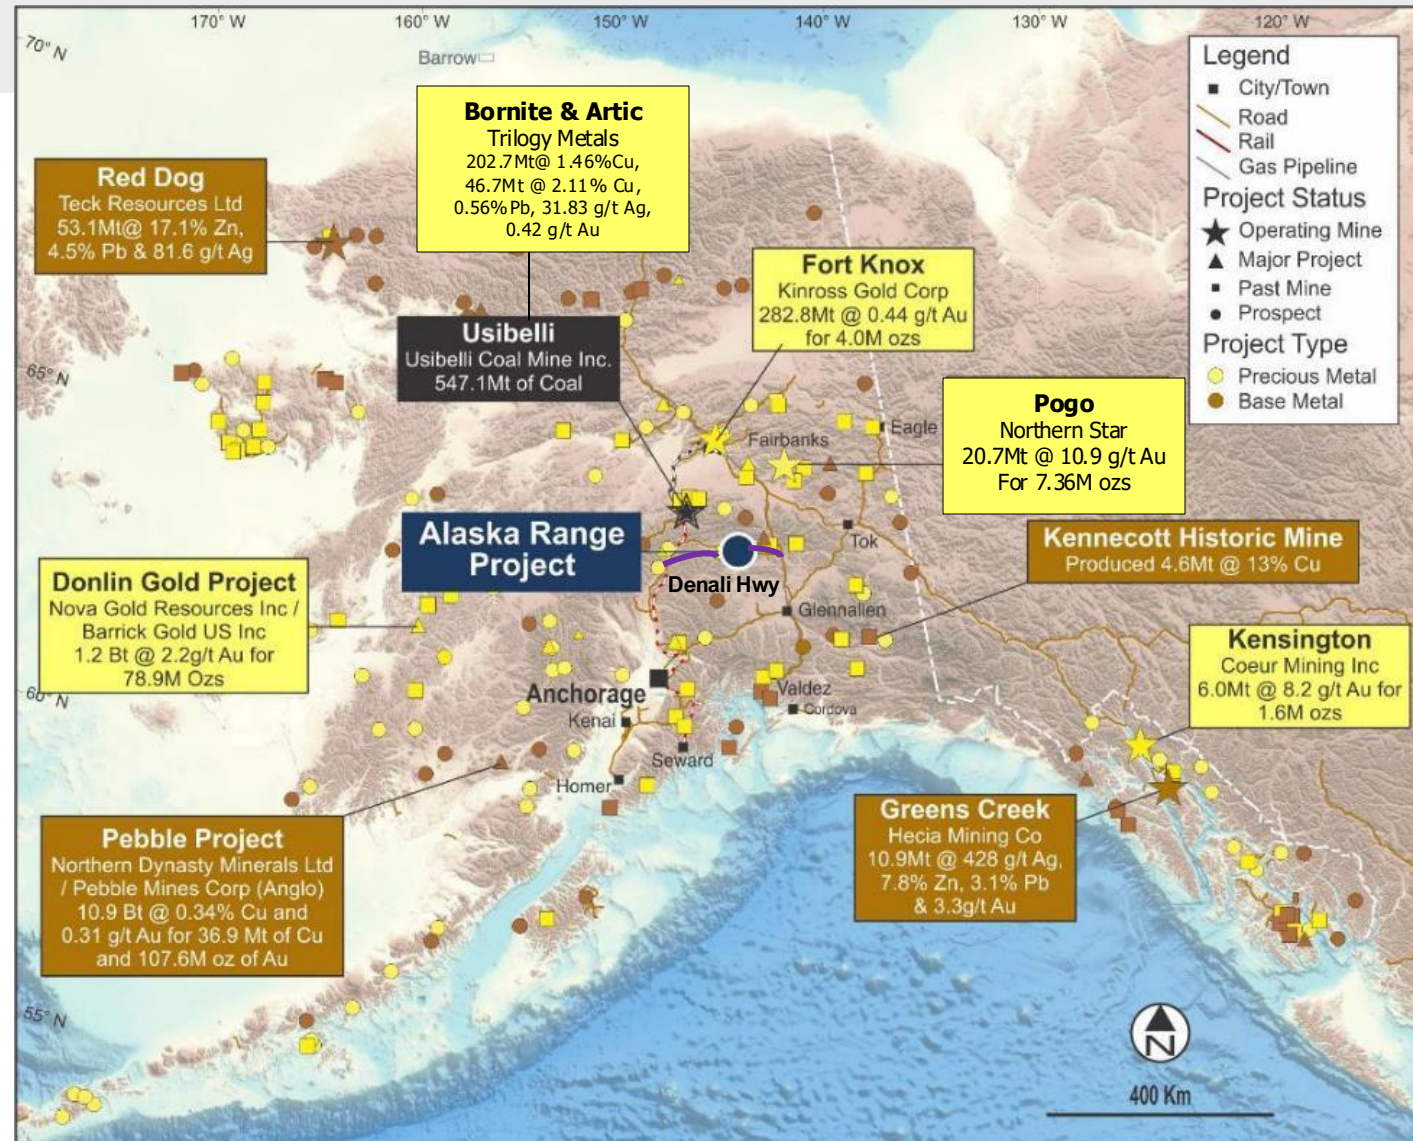 170° W
160° W
150° W
140° W
130° W
120° W
70° N
Barrow
Legend
City/Town
Road
Rail
Gas Pipeline
Project Status
Operating Mine
Major Project
Past Mine
Prospect
Project Type
Precious Metal
Base Metal
Bornite & Artic
Trilogy Metals
202.7Mt@ 1.46%Cu,
46.7Mt @ 2.11% Cu,
0.56%Pb, 31.83 g/t Ag,
0.42 g/t Au
Red Dog
Teck Resources Ltd
53.1Mt@ 17.1% Zn,
4.5% Pb & 81.6 g/t Ag
Fort Knox
Kinross Gold Corp
282.8Mt @ 0.44 g/t Au
for 4.0M ozs
Usibelli
Usibelli Coal Mine Inc.
547.1Mt of Coal
65° N
Pogo
Northern Star
20.7Mt @ 10.9 g/t Au
For 7.36M ozs
Eagle
Fairbanks
Alaska Range
Project
Tok
Denali Hwy
Kennecott Historic Mine
Produced 4.6Mt @ 13% Cu
Donlin Gold Project
Nova Gold Resources Inc /
Barrick Gold US Inc
1.2 Bt @ 2.2g/t Au for
78.9M Ozs
Glennallen
Kensington
Coeur Mining Inc
6.0Mt @ 8.2 g/t Au for
1.6M ozs
60° N
Anchorage
Valdez
Cordova
Kenai
Seward
Homer
Greens Creek
Hecia Mining Co
10.9Mt @ 428 g/t Ag,
7.8% Zn, 3.1% Pb
& 3.3g/t Au
Pebble Project
Northern Dynasty Minerals Ltd
/ Pebble Mines Corp (Anglo)
10.9 Bt @ 0.34% Cu and
0.31 g/t Au for 36.9 Mt of Cu
and 107.6M oz of Au
55° N
N
400 Km